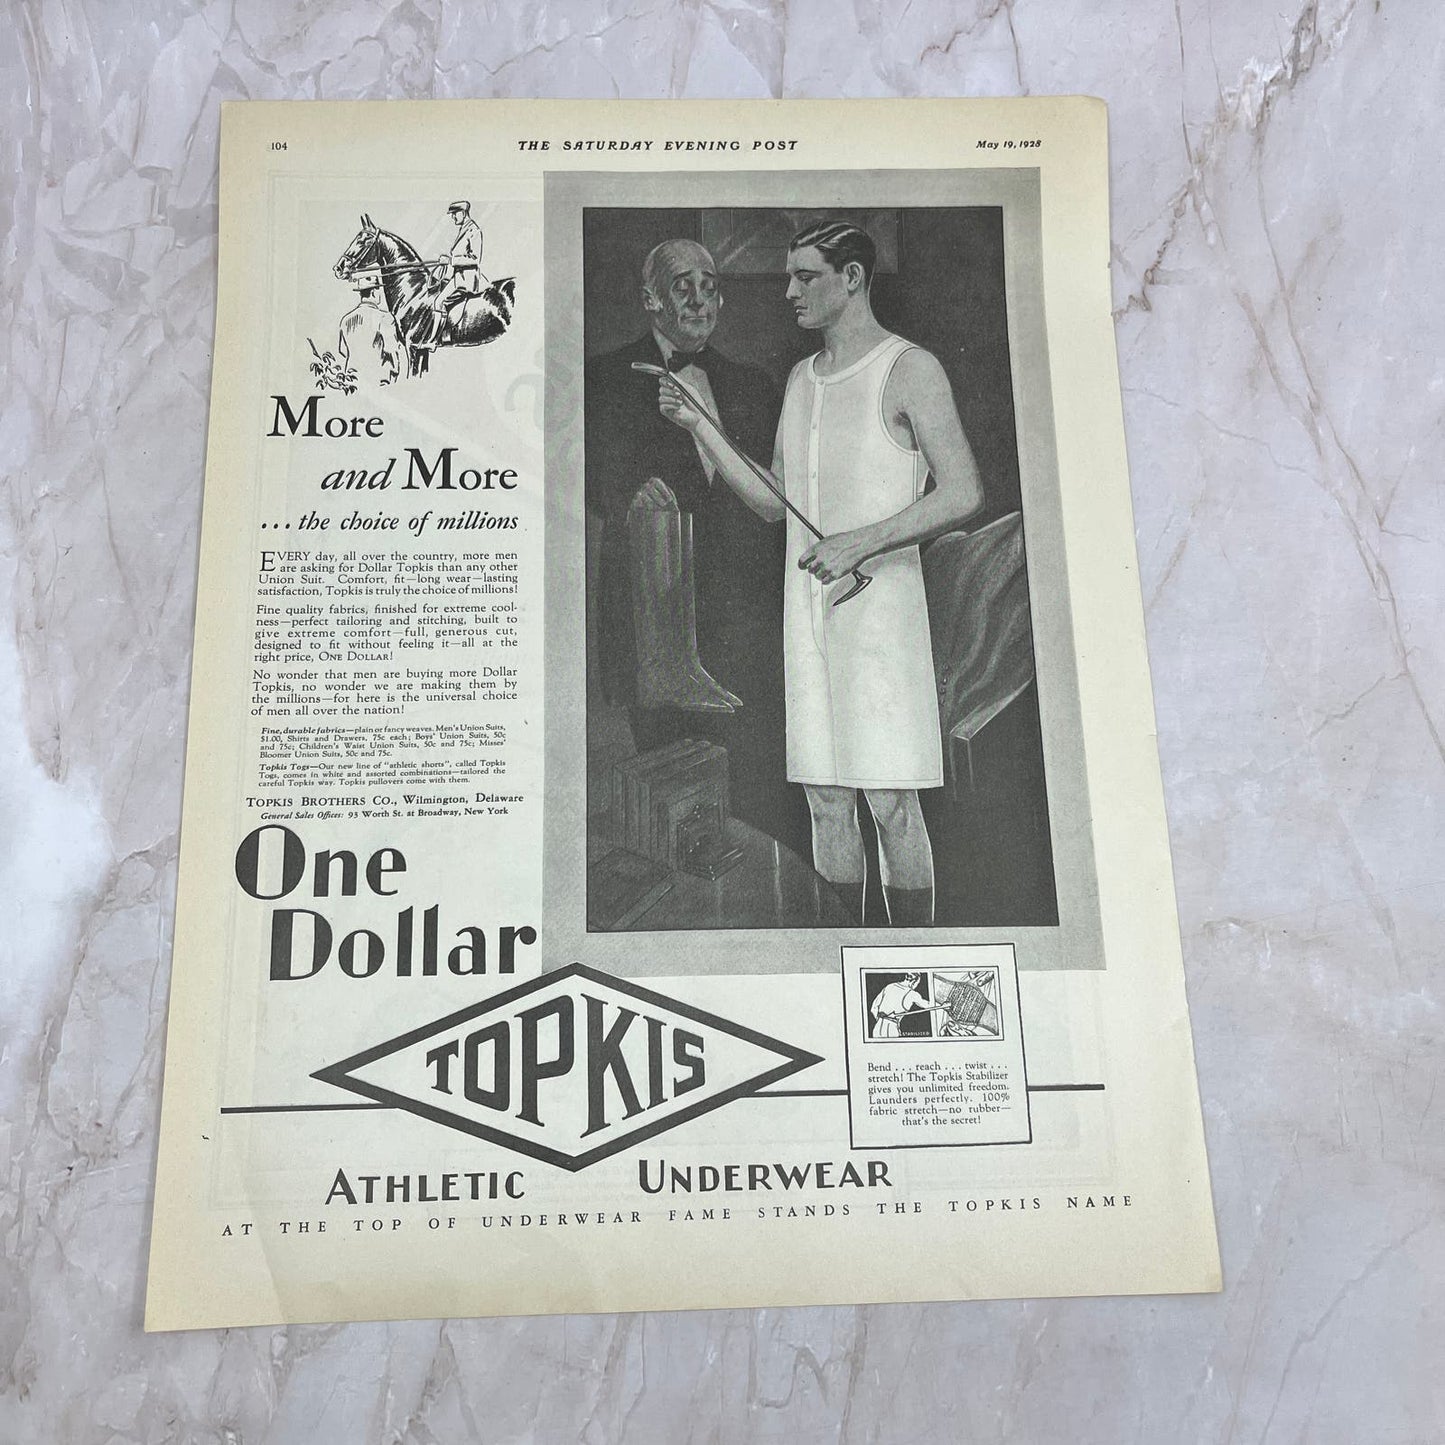 104
THE SATURDAY EVENING POST
May 19, 1928
More
and More
...the choice of millions
EVERY day, all over the country, more men
are asking for Dollar Topkis than any other
Union Suit. Comfort, fit—long wear—lasting
satisfaction, Topkis is truly the choice of millions!
Fine quality fabrics, finished for extreme cool-
ness—perfect tailoring and stitching, built to
give extreme comfort—full, generous cut,
designed to fit without feeling it—all at the
right price, ONE DOLLAR!
No wonder that men are buying more Dollar
Topkis, no wonder we are making them by
the millions—for here is the universal choice
of men all over the nation!
Fine, durable fabrics—plain or fancy weaves. Men's Union Suits,
$1.00, Shirts and Drawers, 75c each; Boys' Union Suits, 50c
and 75c; Children's Waist Union Suits, 50c and 75c; Misses'
Bloomer Union Suits, 50c and 75c.
Topkis Togs—Our new line of "athletic shorts", called Topkis
Togs, comes in white and assorted combinations—tailored the
careful Topkis way. Topkis pullovers come with them.
TOPKIS BROTHERS CO., Wilmington, Delaware
General Sales Offices: 93 Worth St. at Broadway, New York
One
Dollar
TOPKIS
ATHLETIC UNDERWEAR
STABILIZED
Bend . . . reach . . . twist . . .
stretch! The Topkis Stabilizer
gives you unlimited freedom.
Launders perfectly. 100%
fabric stretch—no rubber—
that's the secret!
AT THE TOP OF UNDERWEAR FAME STANDS THE TOPKIS NAME